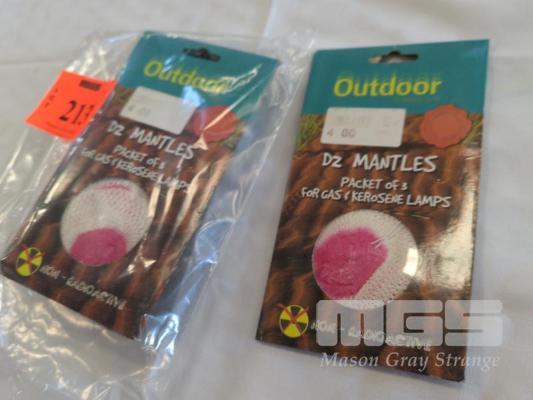 Outdoor
213
4.00
D2 MANTLES
PACKET OF 3
FOR GAS & KEROSENE LAMPS
NON - RADIOACTIVE
Outdoor
4.00
D2 MANTLES
PACKET OF 3
FOR GAS & KEROSENE LAMPS
NON - RADIOACTIVE
MGS
Mason Gray Strange